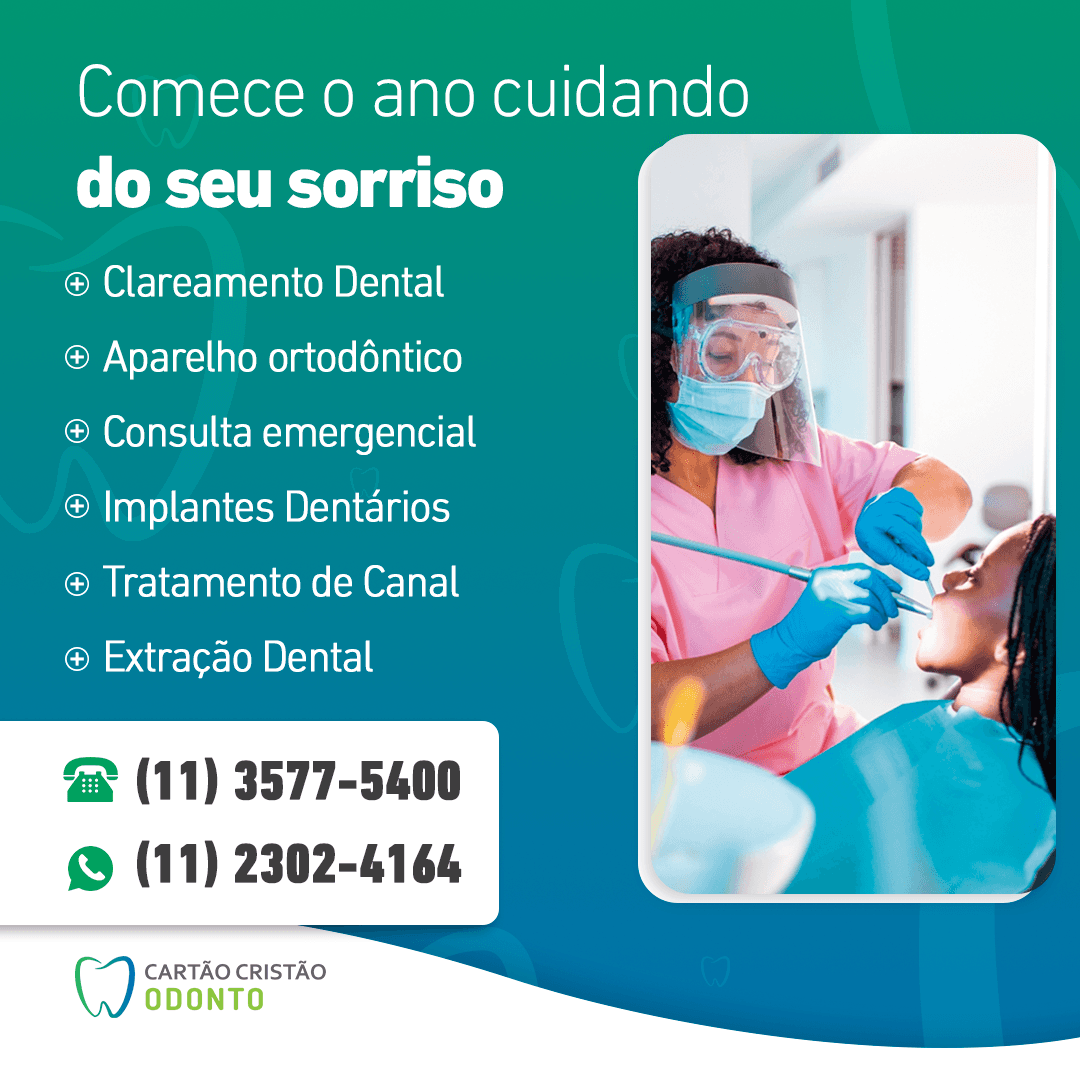 Comece o ano cuidando
do seu sorriso
Clareamento Dental
Aparelho ortodôntico
Consulta emergencial
Implantes Dentários
Tratamento de Canal
Extração Dental
(11) 3577-5400
(11) 2302-4164
CARTÃO CRISTÃO
ODONTO